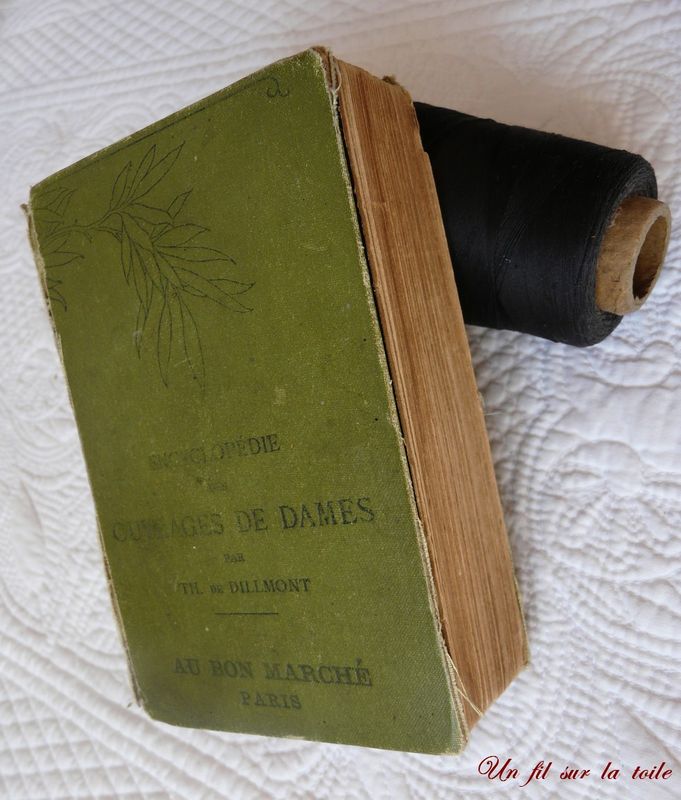 ENCYCLOPÉDIE
DES
OUVRAGES DE DAMES
PAR
TH. DE DILLMONT
AU BON MARCHÉ
PARIS
Un fil sur la toile